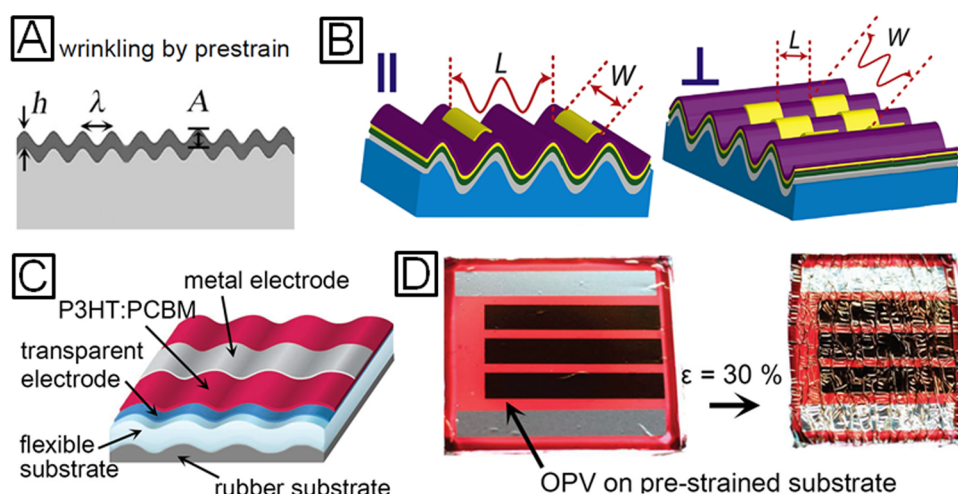 A
wrinkling by prestrain
h
λ
A
B
||
L
W
⊥
L
W
C
metal electrode
P3HT:PCBM
transparent
electrode
flexible
substrate
rubber substrate
D
ε = 30 %
OPV on pre-strained substrate